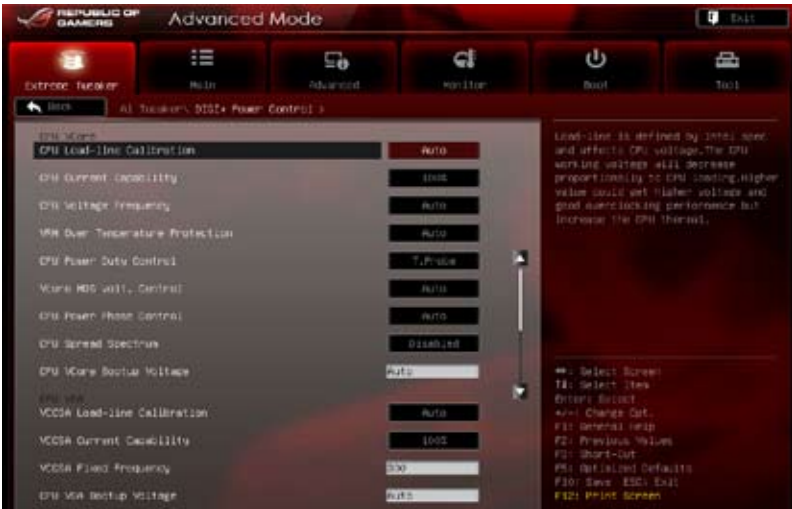 REPUBLIC OF GAMERS
Advanced Mode
Exit
Extreme Tweaker
Main
Advanced
Monitor
Boot
Tool
Back
Ai Tweaker\ DIGI+ Power Control >
CPU VCore
CPU Load-line Calibration Auto
CPU Current Capability 100%
CPU Voltage Frequency Auto
VRM Over Temperature Protection Auto
CPU Power Duty Control T.Probe
Vcore MOS volt. Control Auto
CPU Power Phase Control Auto
CPU Spread Spectrum Disabled
CPU VCore Bootup Voltage Auto
CPU VSA
VCCSA Load-line Calibration Auto
VCCSA Current Capability 100%
VCCSA Fixed Frequency 300
CPU VSA Bootup Voltage Auto
Load-line is defined by Intel spec
and affects CPU voltage.The CPU
working voltage will decrease
proportionally to CPU loading.Higher
value could get higher voltage and
good overclocking performance but
increase the CPU thermal.
→←: Select Screen
↑↓: Select Item
Enter: Select
+/-: Change Opt.
F1: General Help
F2: Previous Values
F3: Short-Cut
F5: Optimized Defaults
F10: Save ESC: Exit
F12: Print Screen